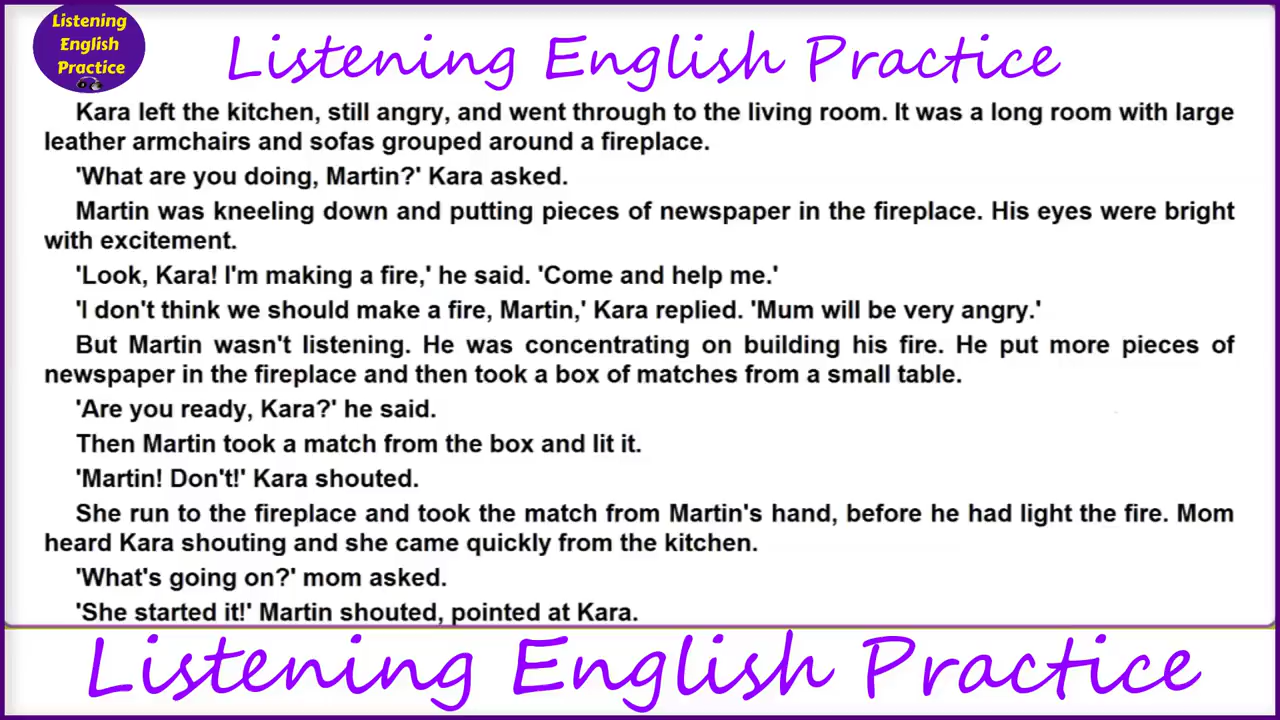 Listening
English
Practice
Listening English Practice
Kara left the kitchen, still angry, and went through to the living room. It was a long room with large
leather armchairs and sofas grouped around a fireplace.
'What are you doing, Martin?' Kara asked.
Martin was kneeling down and putting pieces of newspaper in the fireplace. His eyes were bright
with excitement.
'Look, Kara! I'm making a fire,' he said. 'Come and help me.'
'I don't think we should make a fire, Martin,' Kara replied. 'Mum will be very angry.'
But Martin wasn't listening. He was concentrating on building his fire. He put more pieces of
newspaper in the fireplace and then took a box of matches from a small table.
'Are you ready, Kara?' he said.
Then Martin took a match from the box and lit it.
'Martin! Don't!' Kara shouted.
She run to the fireplace and took the match from Martin's hand, before he had light the fire. Mom
heard Kara shouting and she came quickly from the kitchen.
'What's going on?' mom asked.
'She started it!' Martin shouted, pointed at Kara.
Listening English Practice